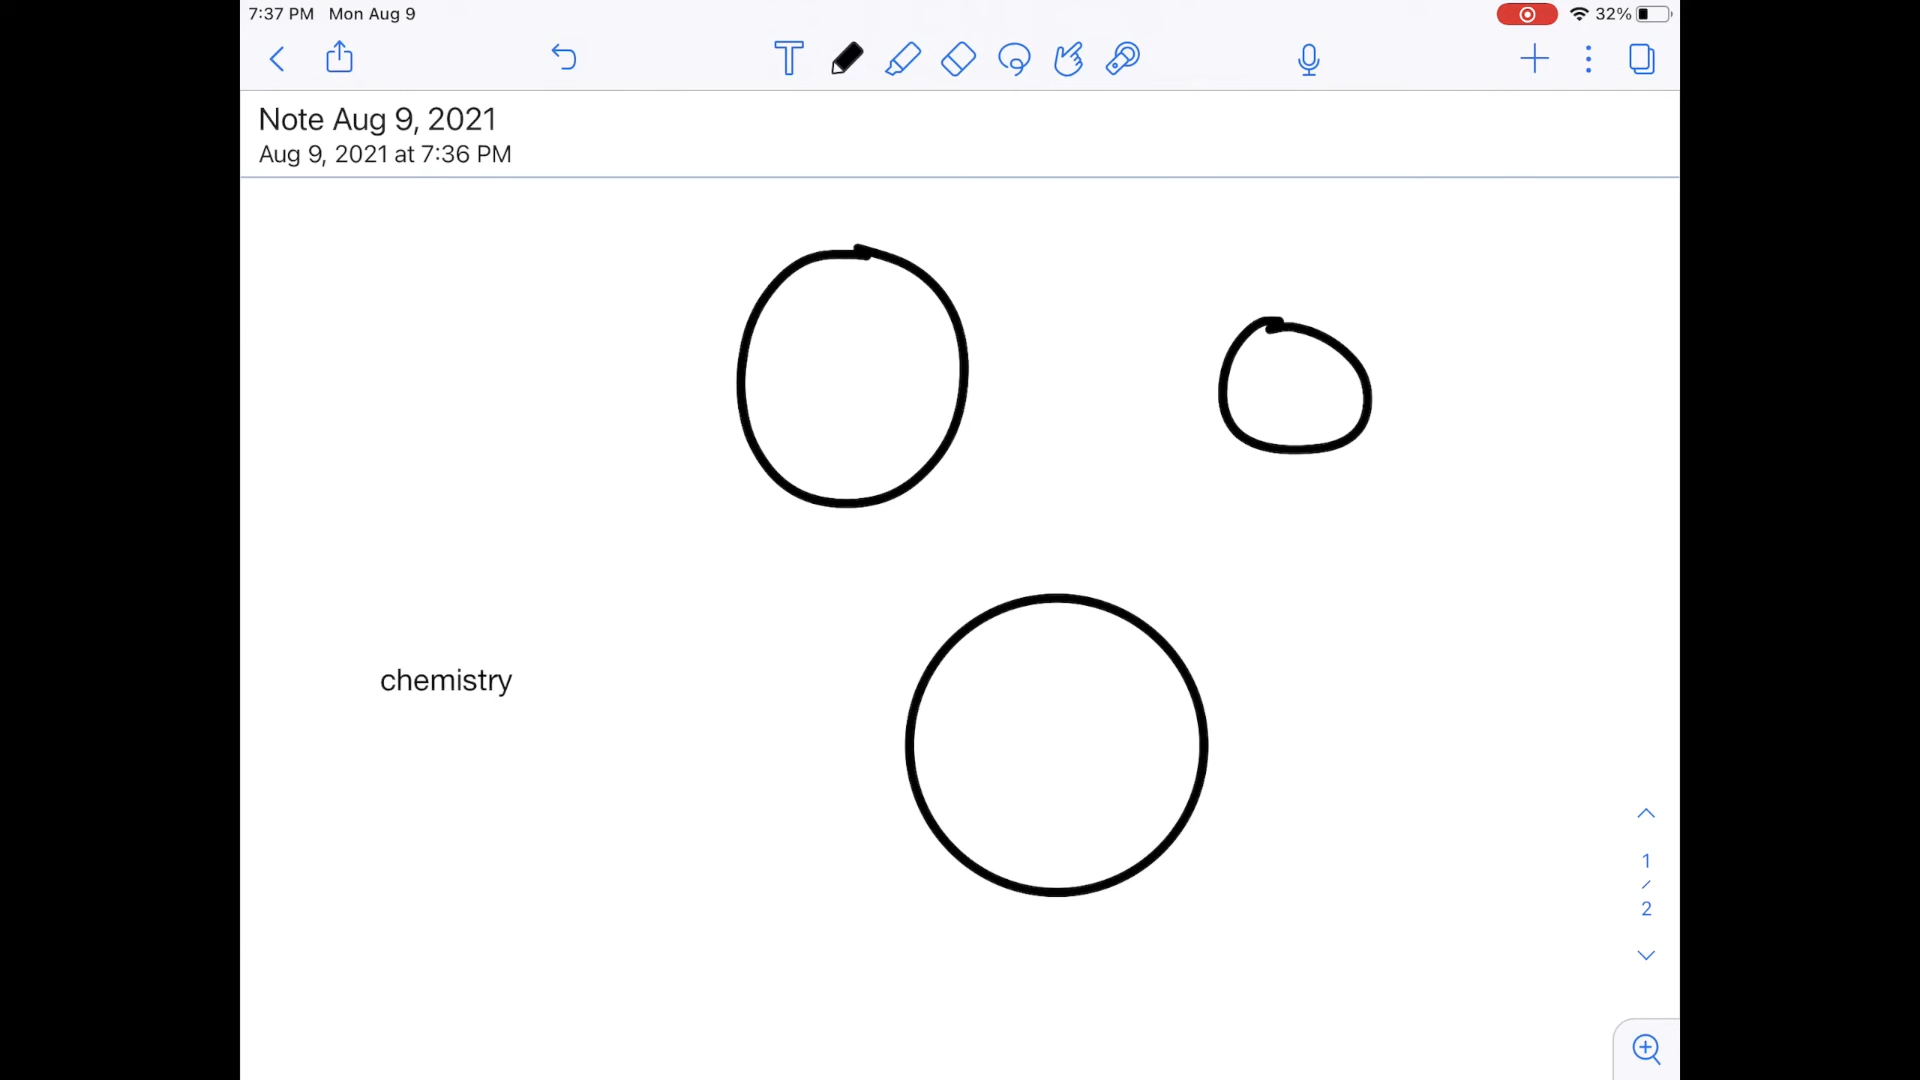 7:37 PM Mon Aug 9 32%
T
Note Aug 9, 2021
Aug 9, 2021 at 7:36 PM
chemistry
1
/
2